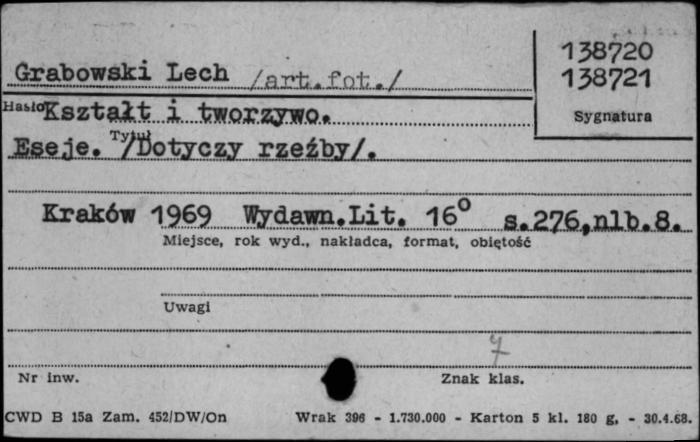 138720
Grabowski Lech /art.fot./ 138721
Hasło Kształt i tworzywo. Sygnatura
Tytuł
Eseje. /Dotyczy rzeźby/.
Kraków 1969 Wydawn.Lit. 16° s.276,nlb.8.
Miejsce, rok wyd., nakładca, format, objętość
Uwagi
7
Nr inw. Znak klas.
CWD B 15a Zam. 452/DW/On Wrak 396 - 1.730.000 - Karton 5 kl. 180 g, - 30.4.68.